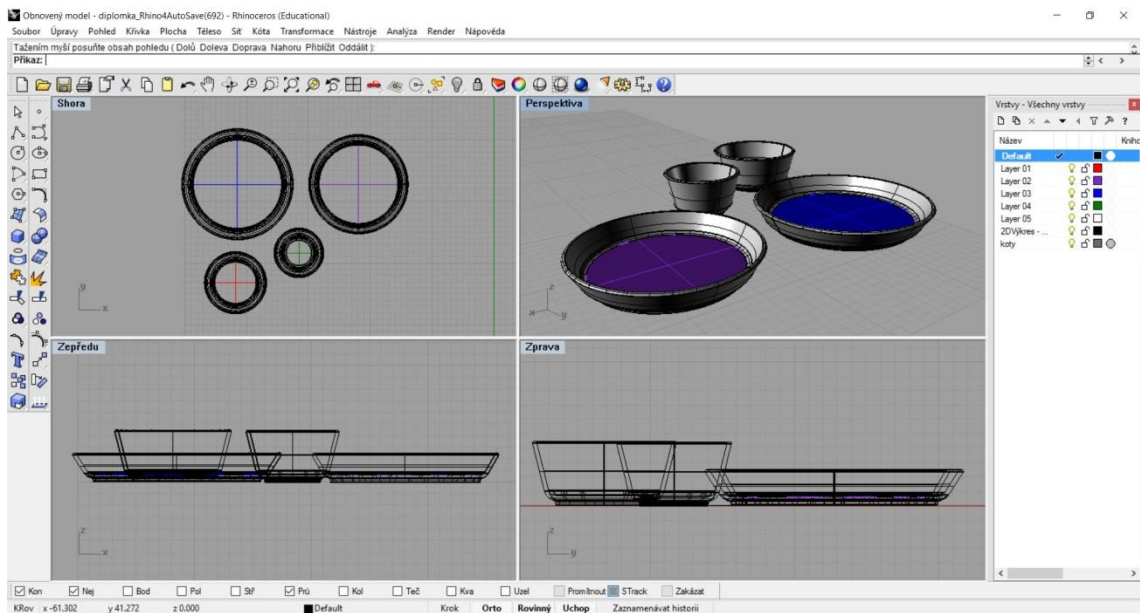 Obnovený model - diplomka_Rhino4AutoSave(692) - Rhinoceros (Educational)
Soubor Úpravy Pohled Křivka Plocha Těleso Síť Kóta Transformace Nástroje Analýza Render Nápověda
Tažením myší posuňte obsah pohledu ( Dolů Doleva Doprava Nahoru Přiblížit Oddálit ):
Příkaz:
Shora
Perspektiva
Vrstvy - Všechny vrstvy
Název Kniho
Default
Layer 01
Layer 02
Layer 03
Layer 04
Layer 05
2DVýkres - ...
koty
y
x
z
x y
Zepředu
Zprava
z
x
z
y
Kon Nej Bod Pol Stř Prů Kol Teč Kva Uzel Promítnout STrack Zakázat
KRov x -61.302 y 41.272 z 0.000 Default Krok Orto Rovinný Uchop Zaznamenávat historii